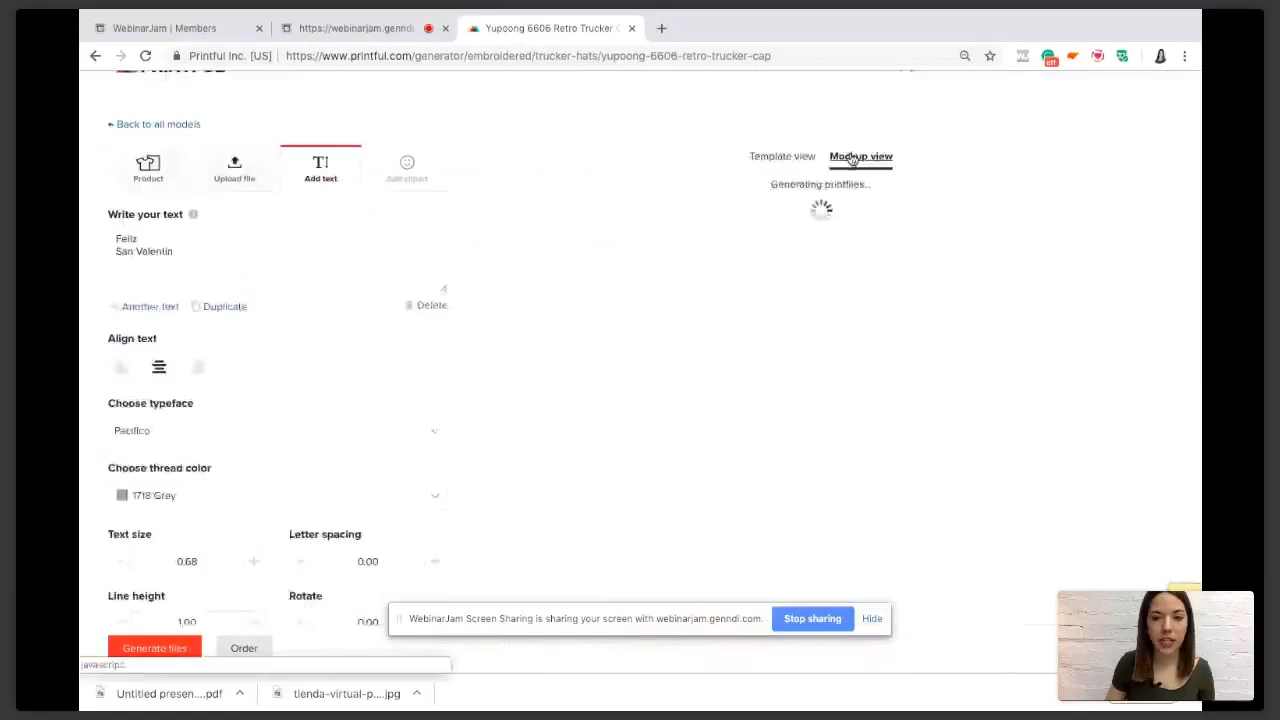 WebinarJam | Members
https://webinarjam.genndi
Yupoong 6606 Retro Trucker C
Printful Inc. [US]
https://www.printful.com/generator/embroidered/trucker-hats/yupoong-6606-retro-trucker-cap
off
Back to all models
Product
Upload file
Add text
Add clipart
Template view
Mockup view
Generating printfiles...
Write your text
Feliz
San Valentin
Another text
Duplicate
Delete
Align text
Choose typeface
Pacifico
Choose thread color
1718 Grey
Text size
Letter spacing
0.68
0.00
Line height
Rotate
1.00
0.00
WebinarJam Screen Sharing is sharing your screen with webinarjam.genndi.com.
Stop sharing
Hide
Generate files
Order
javascript:
Untitled presen....pdf
tienda-virtual-p....jpg